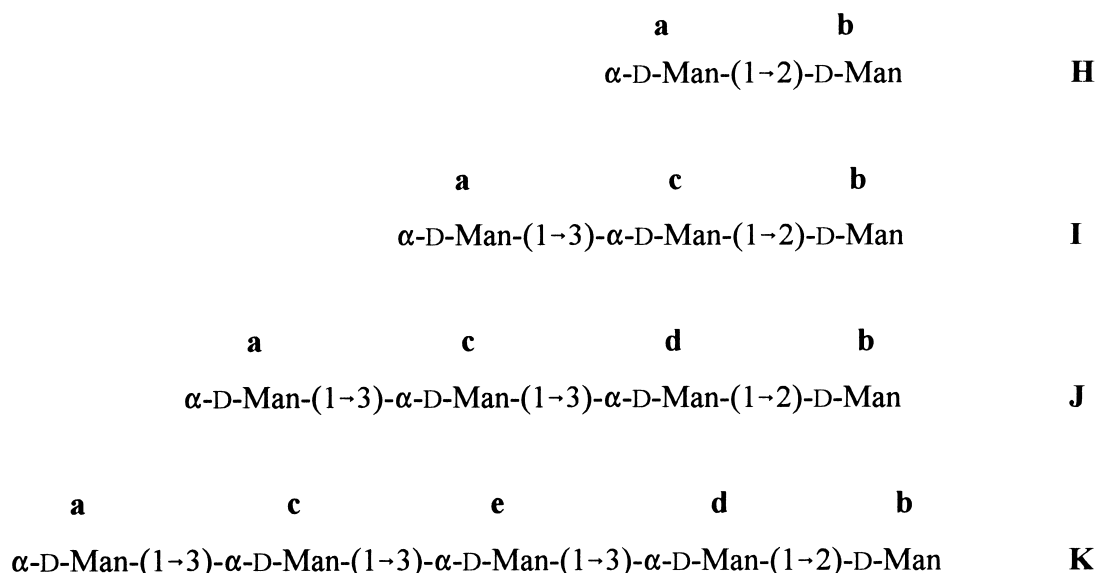 a b
α-D-Man-(1→2)-D-Man H
a c b
α-D-Man-(1→3)-α-D-Man-(1→2)-D-Man I
a c d b
α-D-Man-(1→3)-α-D-Man-(1→3)-α-D-Man-(1→2)-D-Man J
a c e d b
α-D-Man-(1→3)-α-D-Man-(1→3)-α-D-Man-(1→3)-α-D-Man-(1→2)-D-Man K